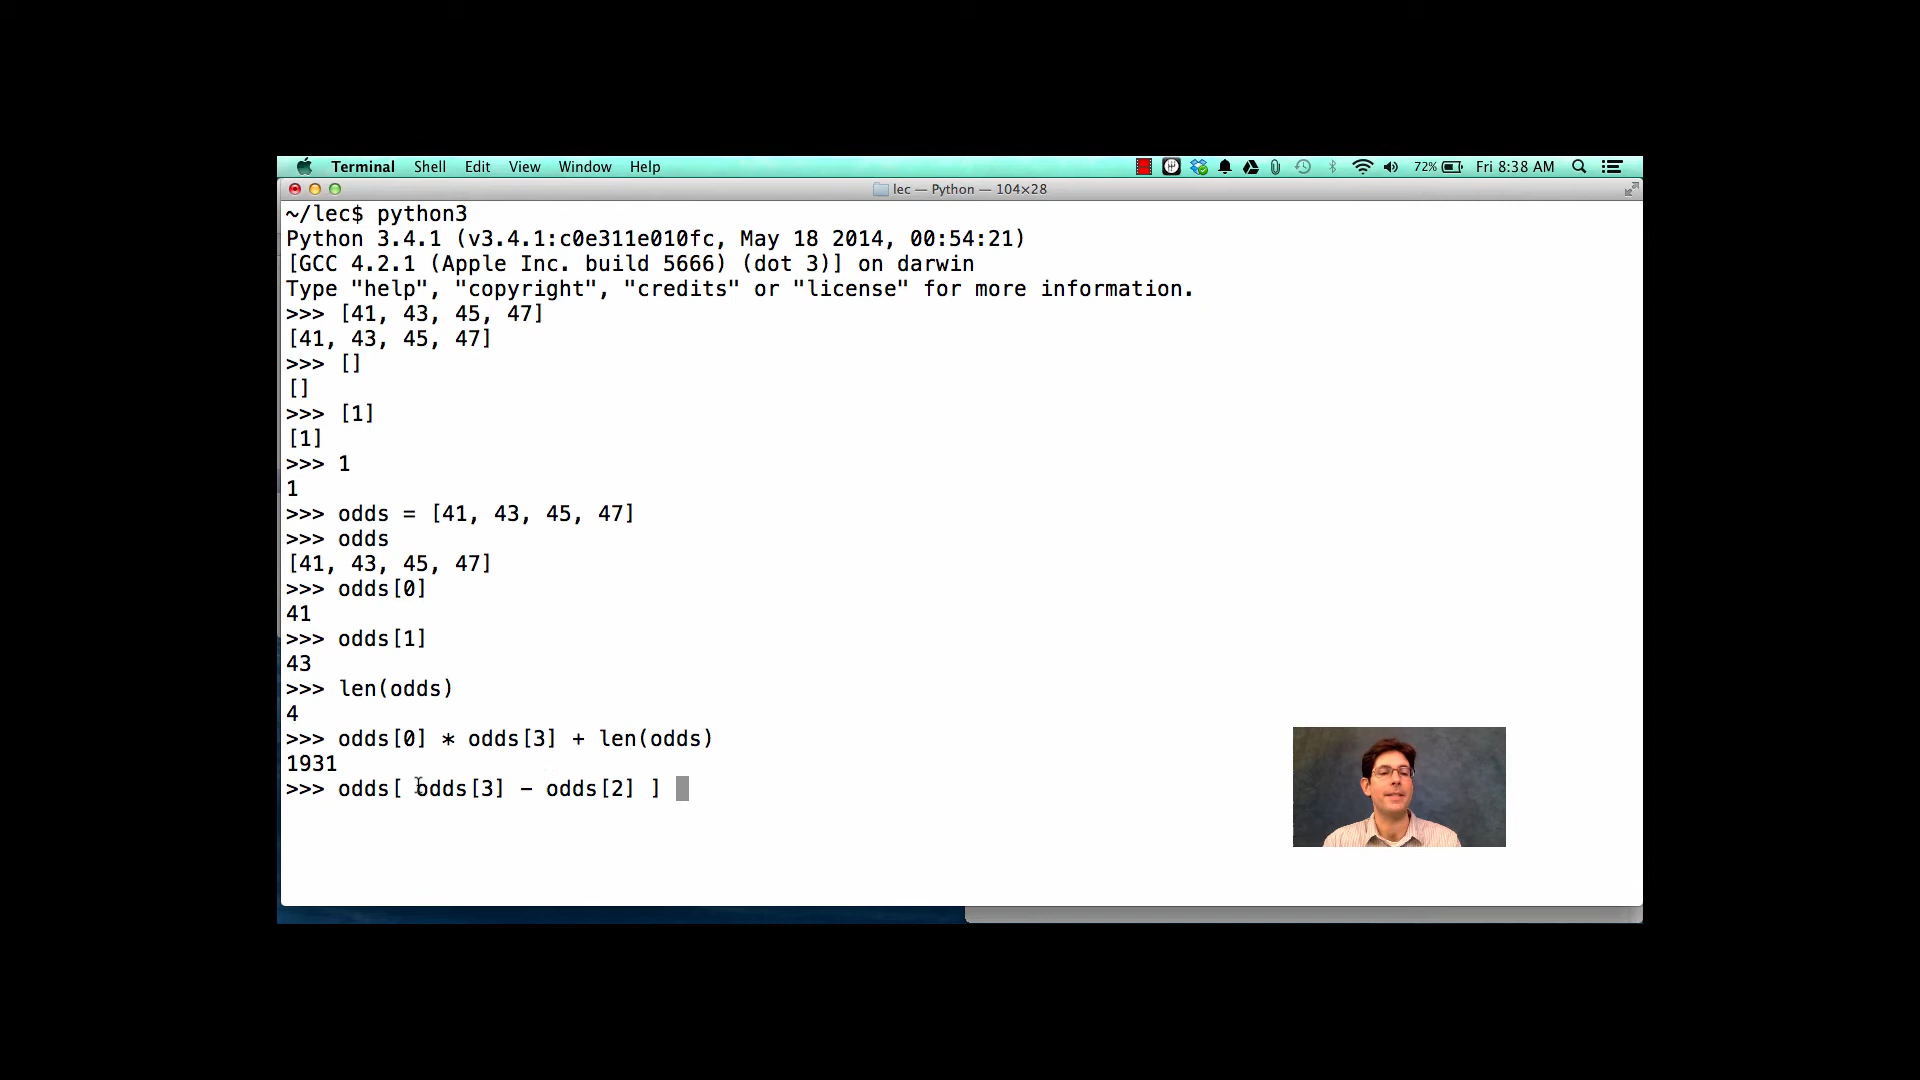 Terminal Shell Edit View Window Help 72% Fri 8:38 AM
lec — Python — 104×28
~/lec$ python3
Python 3.4.1 (v3.4.1:c0e311e010fc, May 18 2014, 00:54:21)
[GCC 4.2.1 (Apple Inc. build 5666) (dot 3)] on darwin
Type "help", "copyright", "credits" or "license" for more information.
>>> [41, 43, 45, 47]
[41, 43, 45, 47]
>>> []
[]
>>> [1]
[1]
>>> 1
1
>>> odds = [41, 43, 45, 47]
>>> odds
[41, 43, 45, 47]
>>> odds[0]
41
>>> odds[1]
43
>>> len(odds)
4
>>> odds[0] * odds[3] + len(odds)
1931
>>> odds[ odds[3] - odds[2] ]